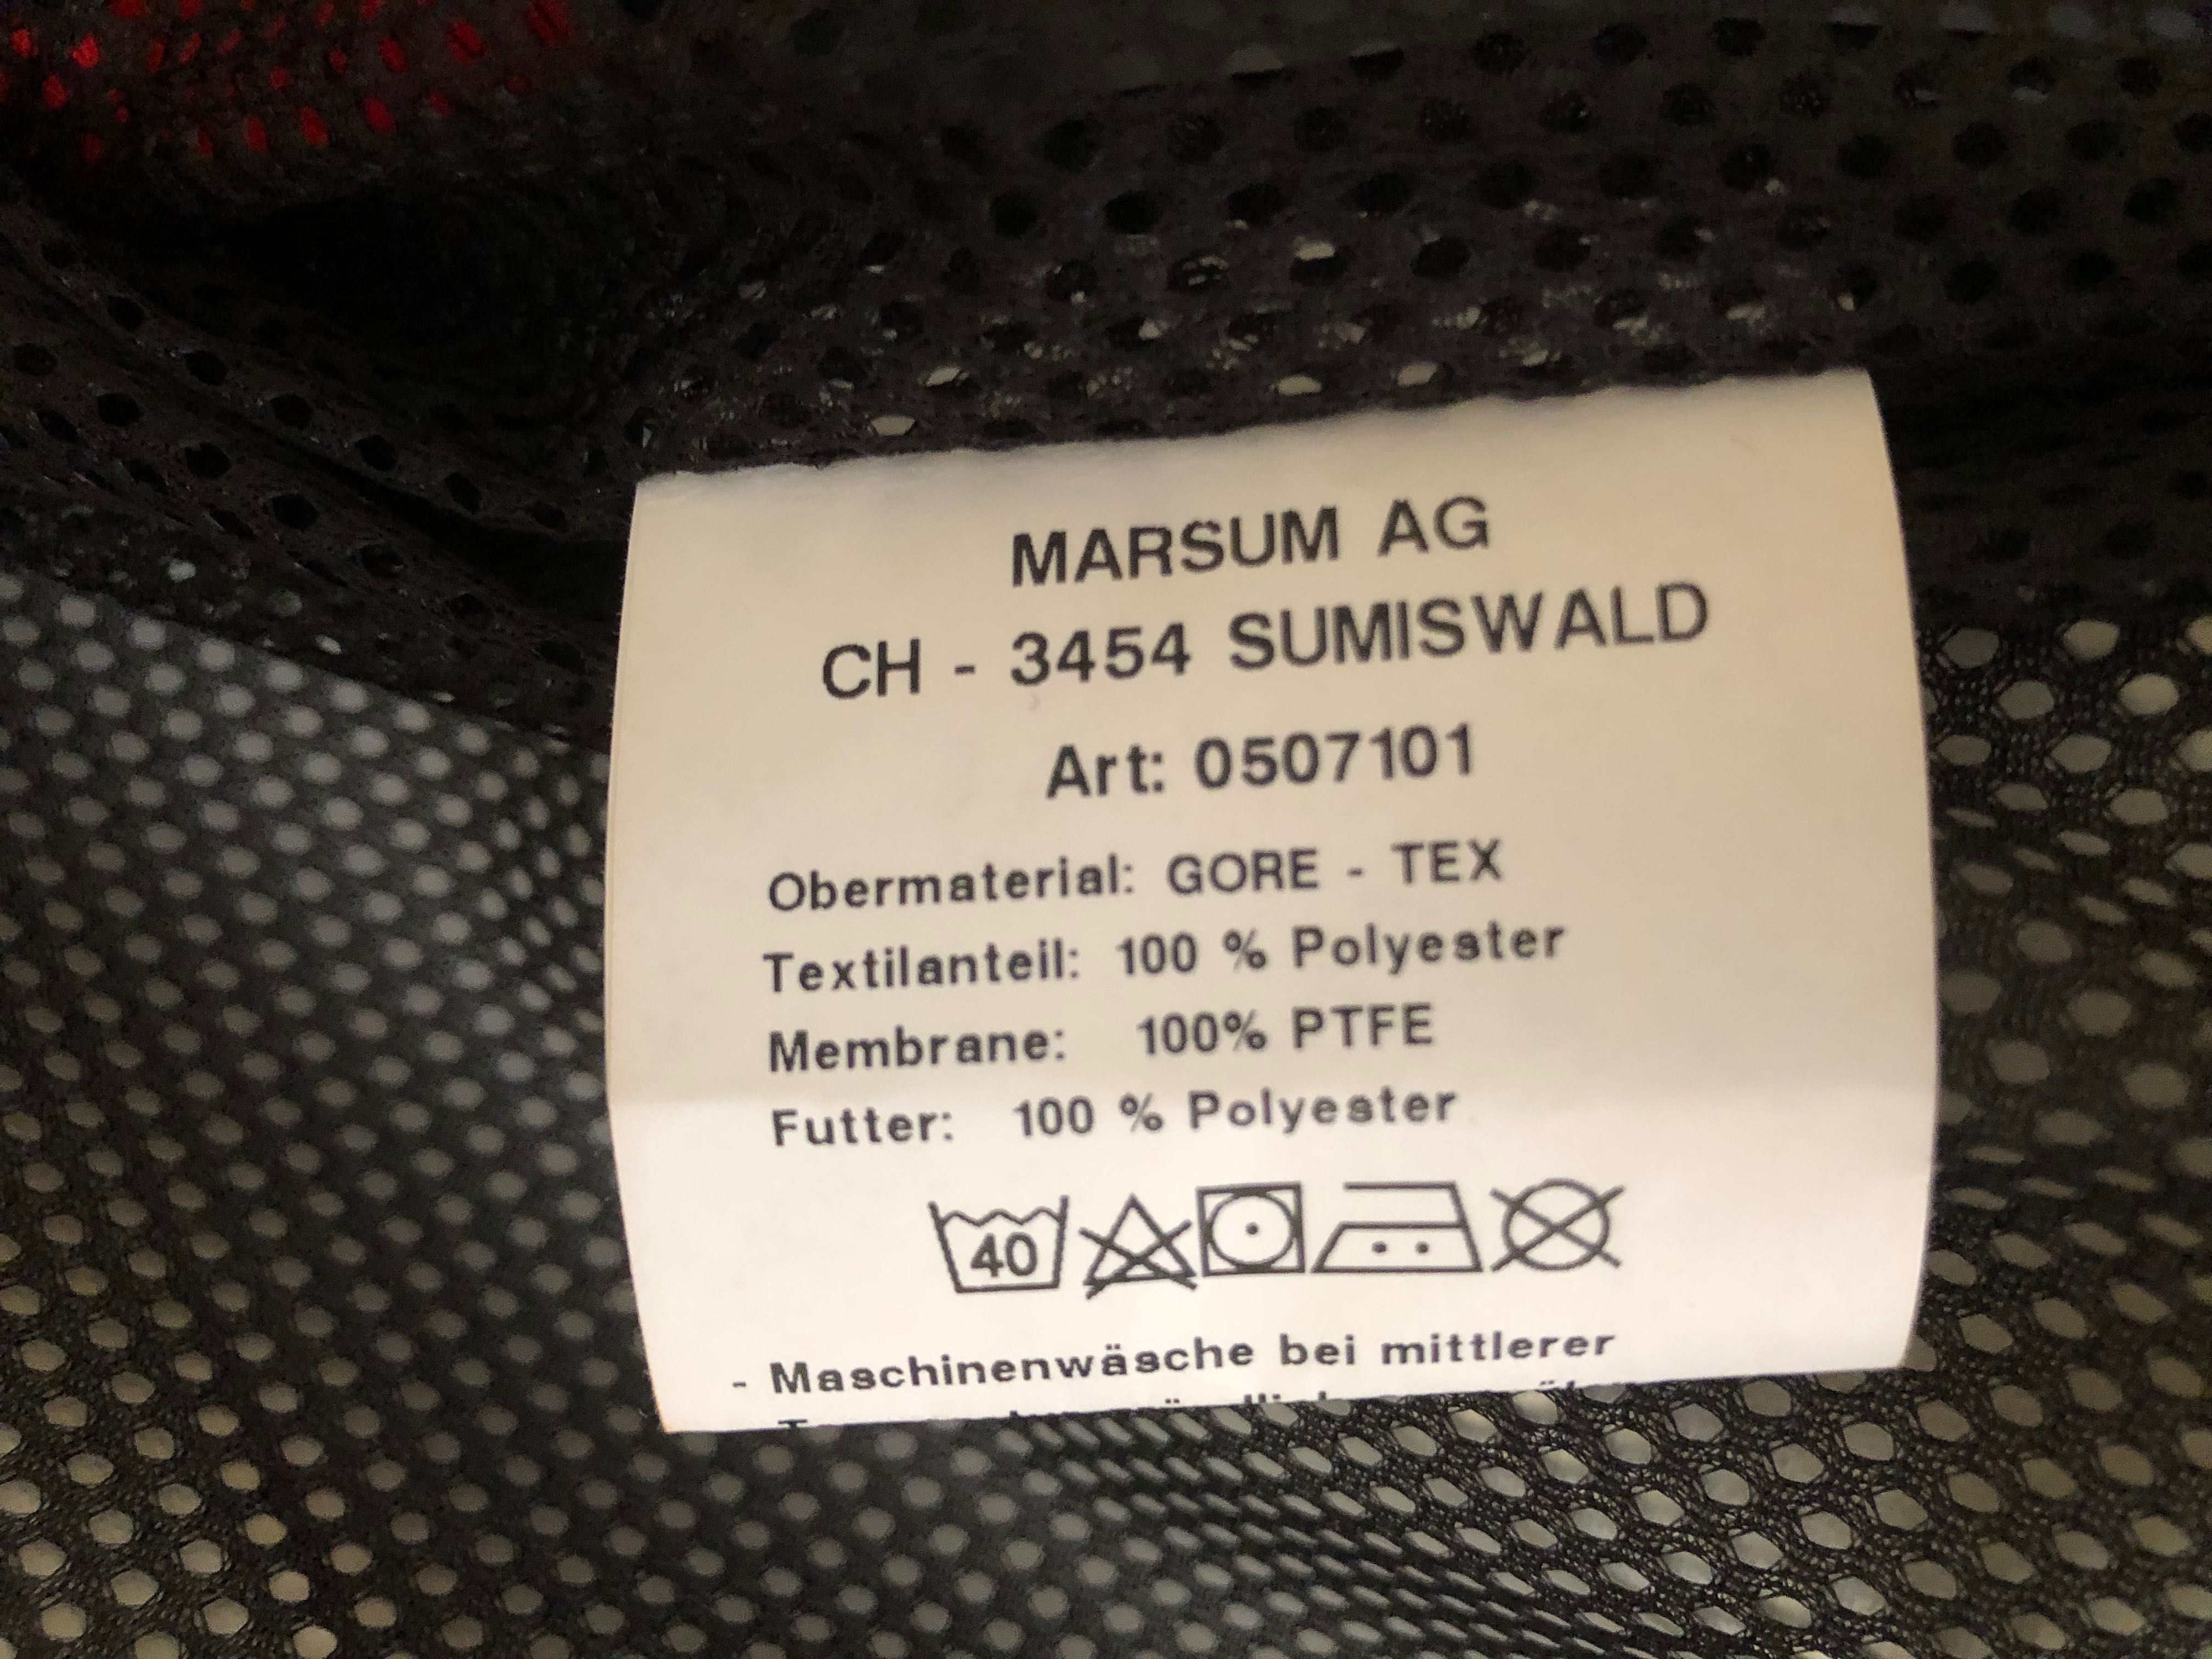 MARSUM AG
CH - 3454 SUMISWALD
Art: 0507101
Obermaterial: GORE - TEX
Textilanteil: 100 % Polyester
Membrane: 100% PTFE
Futter: 100 % Polyester
40
- Maschinenwäsche bei mittlerer